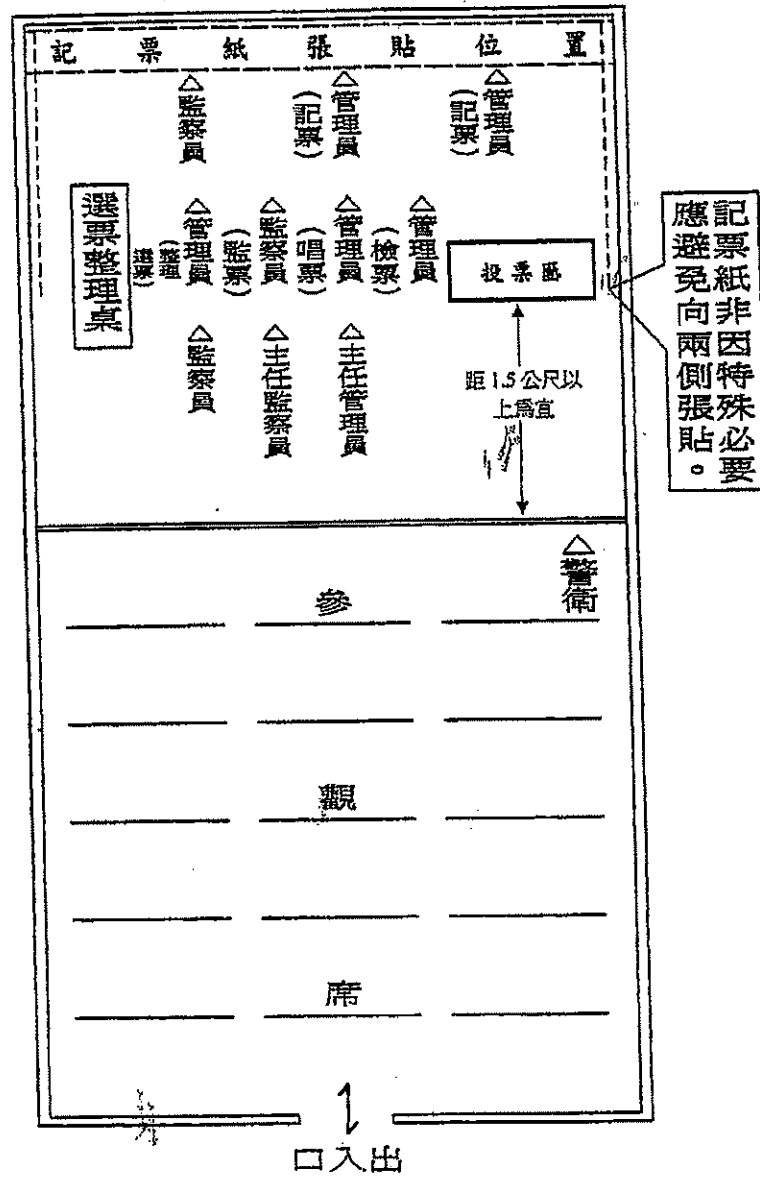 記票紙張貼位置
△監察員
△管理員
(記票)
△管理員
(記票)
選票整理桌
△管理員
(整理
選票)
△監察員
(監票)
△管理員
(唱票)
△管理員
(檢票)
投票匭
△監察員
△主任監察員
△主任管理員
距1.5公尺以
上爲宜
記票紙非因特殊必要
應避免向兩側張貼。
△警衛
參
觀
席
口入出